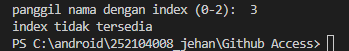 panggil nama dengan index (0-2):  3
index tidak tersedia
PS C:\android\252104008_jehan\Github Access>